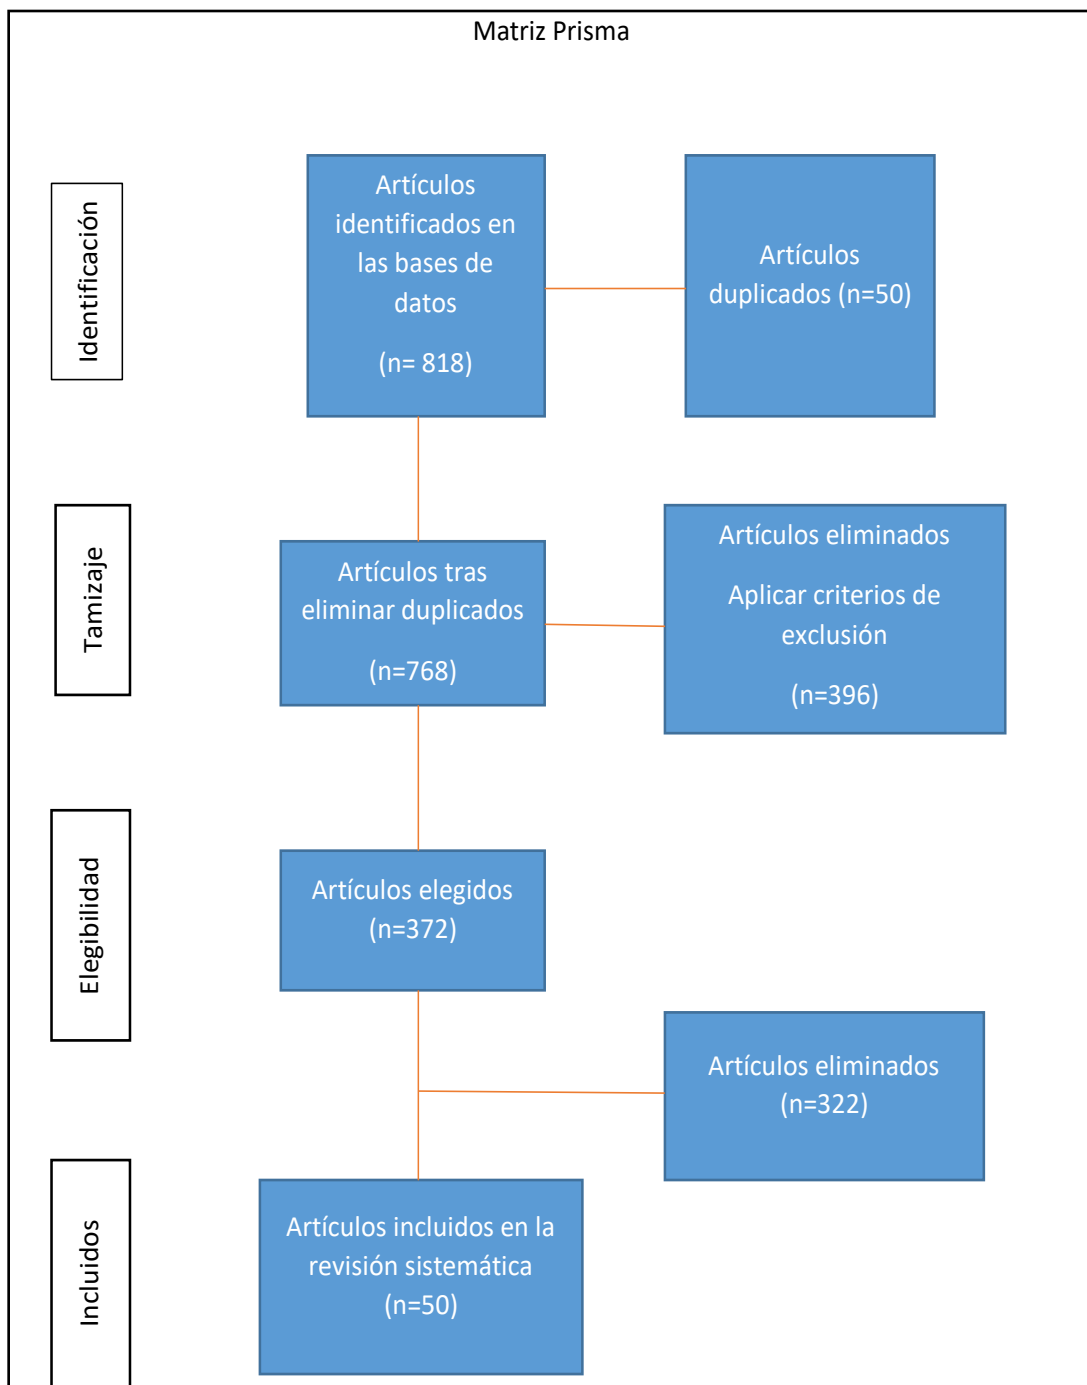 Matriz Prisma
Identificación
Artículos
identificados en
las bases de
datos
(n= 818)
Artículos
duplicados (n=50)
Tamizaje
Artículos tras
eliminar duplicados
(n=768)
Artículos eliminados
Aplicar criterios de
exclusión
(n=396)
Elegibilidad
Artículos elegidos
(n=372)
Artículos eliminados
(n=322)
Incluidos
Artículos incluidos en la
revisión sistemática
(n=50)